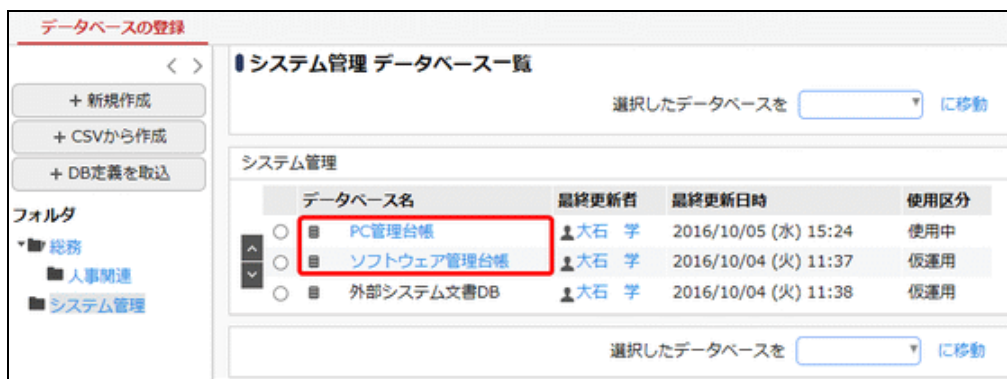 データベースの登録
< >
+ 新規作成
+ CSVから作成
+ DB定義を取込
フォルダ
総務
人事関連
システム管理
システム管理 データベース一覧
選択したデータベースを に移動
システム管理
データベース名 最終更新者 最終更新日時 使用区分
PC管理台帳 大石 学 2016/10/05 (水) 15:24 使用中
ソフトウェア管理台帳 大石 学 2016/10/04 (火) 11:37 仮運用
外部システム文書DB 大石 学 2016/10/04 (火) 11:38 仮運用
選択したデータベースを に移動